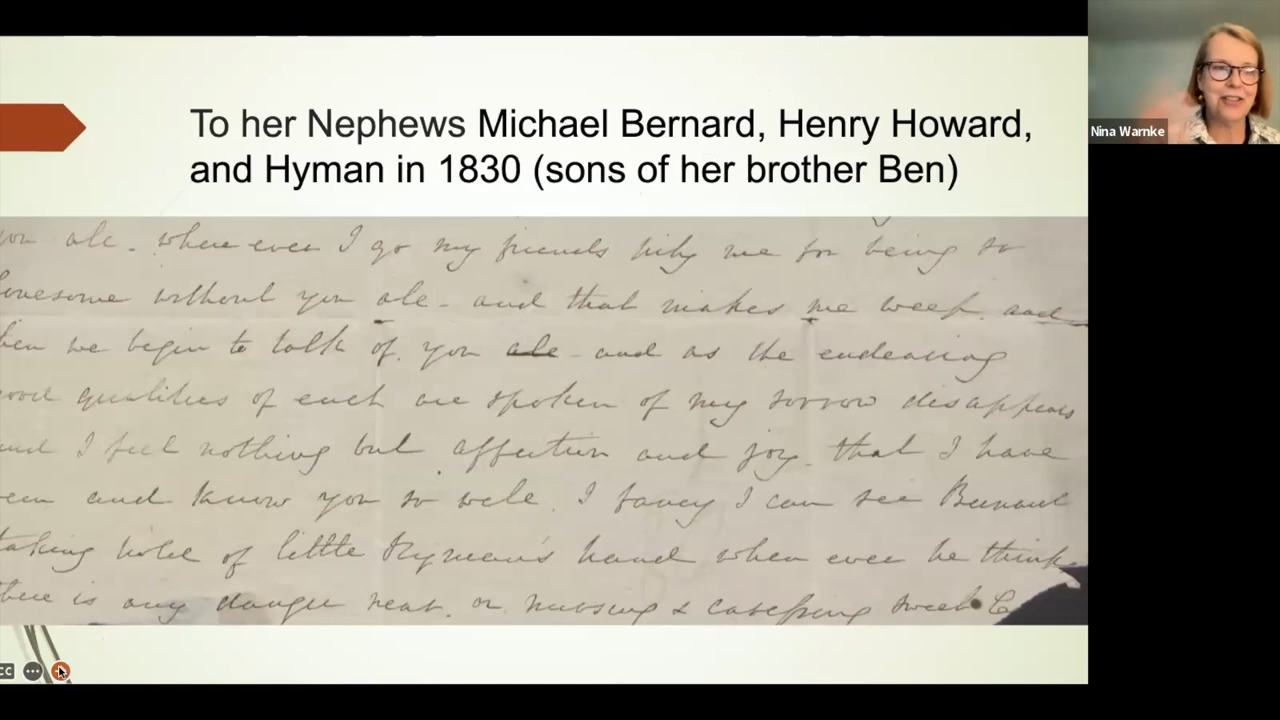 To her Nephews Michael Bernard, Henry Howard,
and Hyman in 1830 (sons of her brother Ben)
Nina Warnke
all. where ever I go my friends pity me for being so
lonesome without you all - and that makes me weep and
we begin to talk of you all - and as the endearing
qualities of each are spoken of my sorrow disappears
and I feel nothing but affection and joy that I have
and know you so well. I fancy I can see Bernard
taking hold of little Hyman's hand when ever he think
there is any danger near. or nursing & caressing sweet
CC